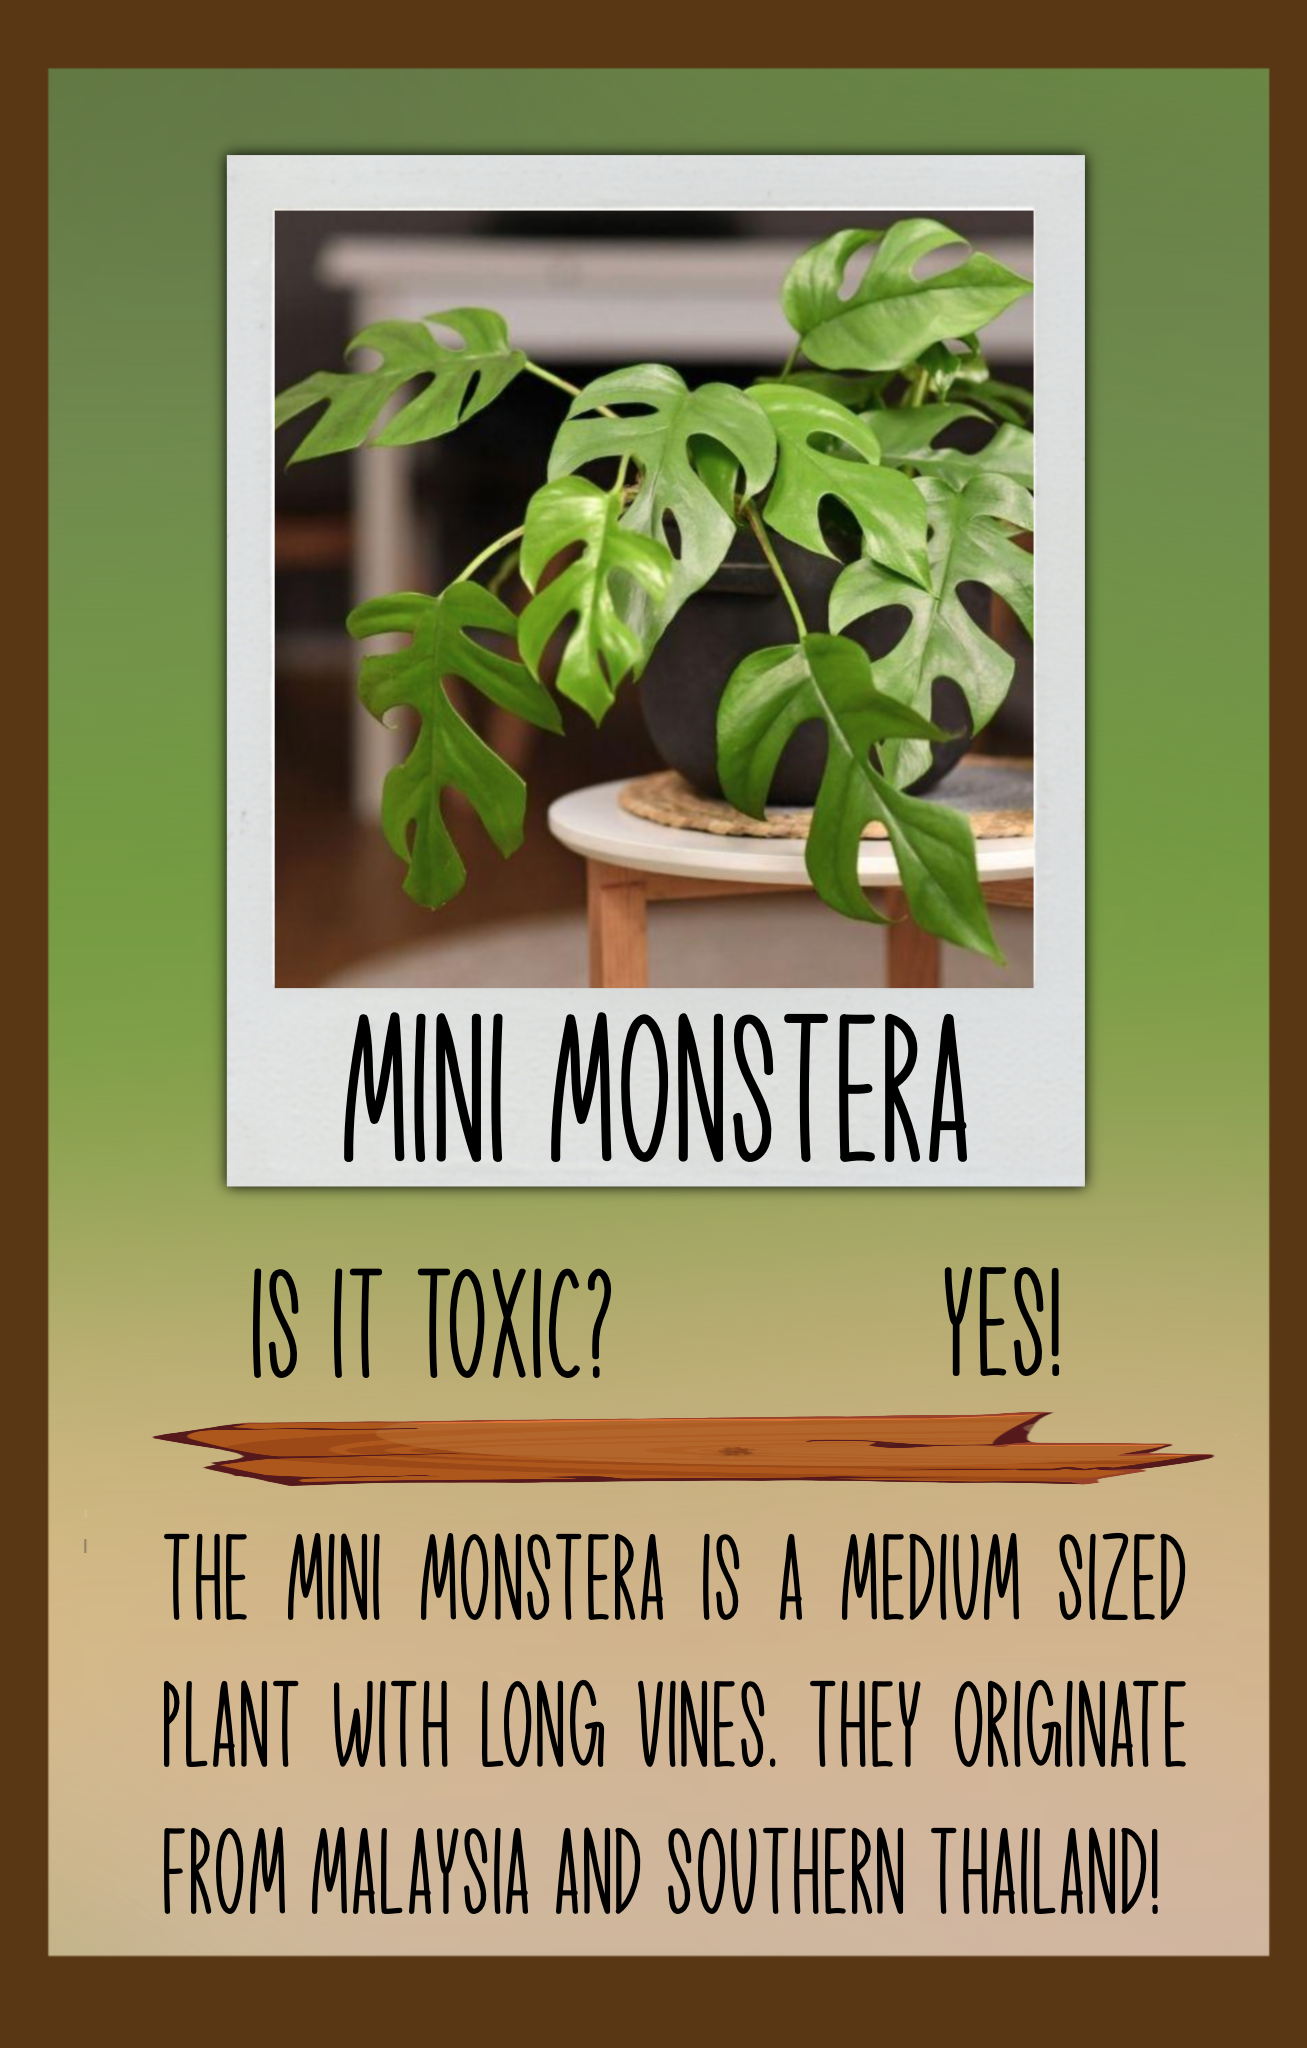 MINI MONSTERA
IS IT TOXIC? YES!
THE MINI MONSTERA IS A MEDIUM SIZED
PLANT WITH LONG VINES. THEY ORIGINATE
FROM MALAYSIA AND SOUTHERN THAILAND!